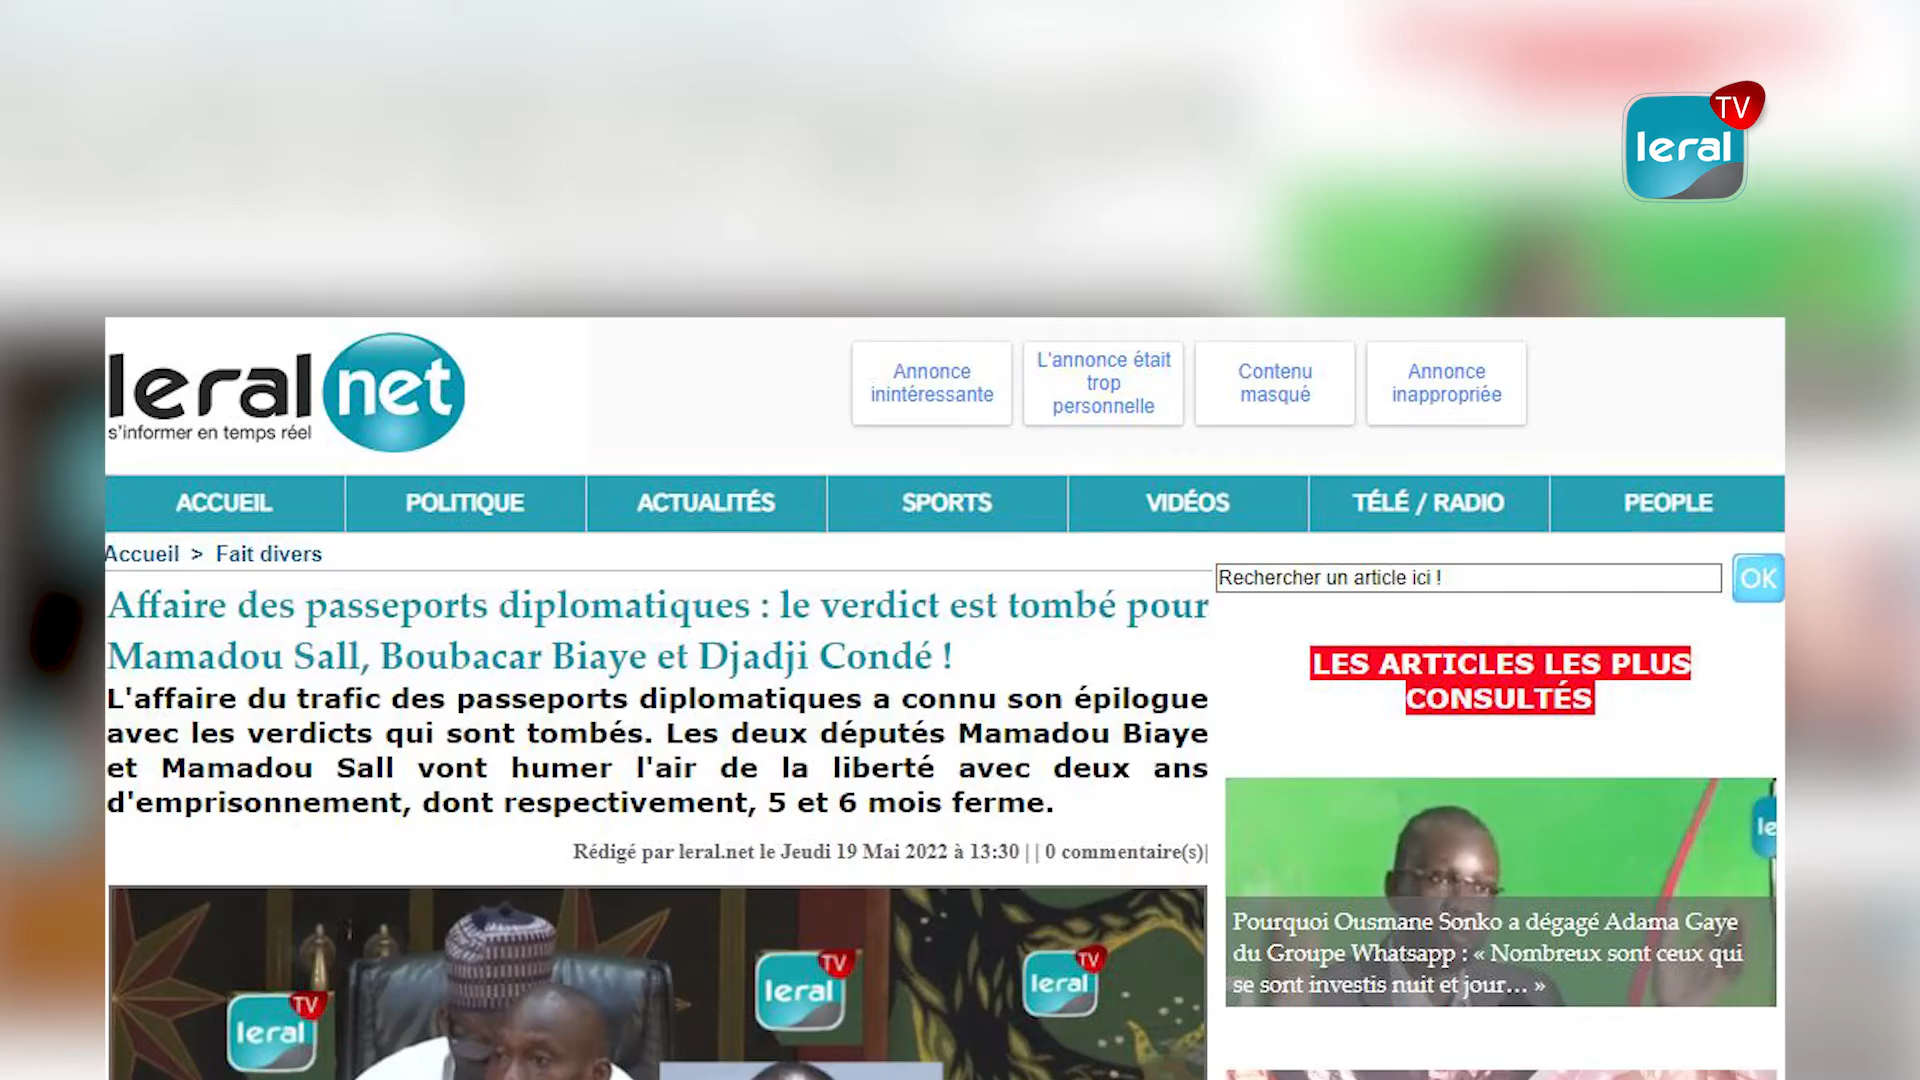 TV
leral
leral net
s'informer en temps réel
Annonce
inintéressante
L'annonce était
trop
personnelle
Contenu
masqué
Annonce
inappropriée
ACCUEIL
POLITIQUE
ACTUALITÉS
SPORTS
VIDÉOS
TÉLÉ / RADIO
PEOPLE
Accueil > Fait divers
Rechercher un article ici !
OK
Affaire des passeports diplomatiques : le verdict est tombé pour
Mamadou Sall, Boubacar Biaye et Djadji Condé !
L'affaire du trafic des passeports diplomatiques a connu son épilogue
avec les verdicts qui sont tombés. Les deux députés Mamadou Biaye
et Mamadou Sall vont humer l'air de la liberté avec deux ans
d'emprisonnement, dont respectivement, 5 et 6 mois ferme.
Rédigé par leral.net le Jeudi 19 Mai 2022 à 13:30 | | 0 commentaire(s)|
LES ARTICLES LES PLUS
CONSULTÉS
le
Pourquoi Ousmane Sonko a dégagé Adama Gaye
du Groupe Whatsapp : « Nombreux sont ceux qui
se sont investis nuit et jour... »
TV
leral
TV
leral
TV
leral